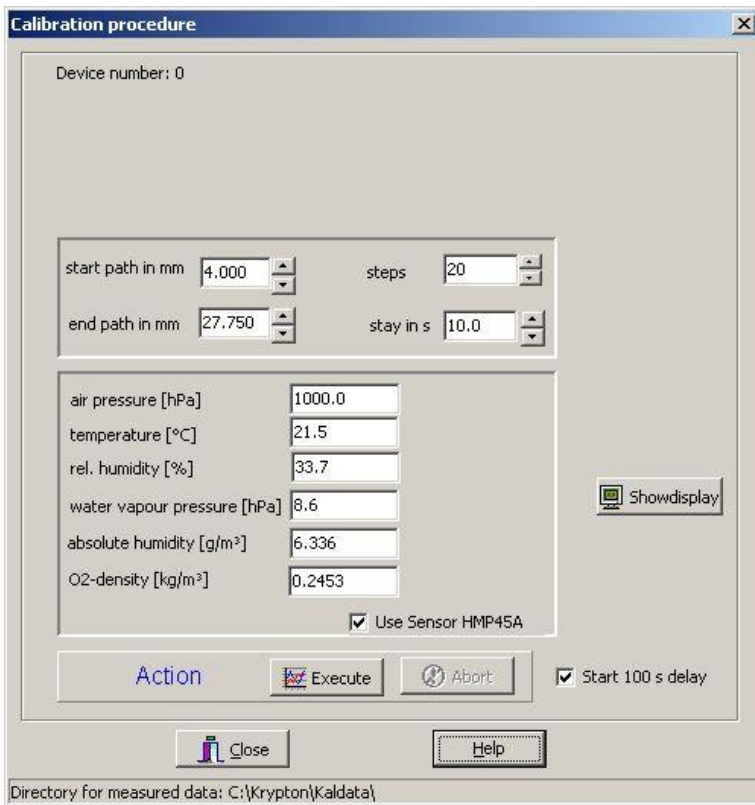 Calibration procedure
Device number: 0
start path in mm 4.000 steps 20
end path in mm 27.750 stay in s 10.0
air pressure [hPa] 1000.0
temperature [°C] 21.5
rel. humidity [%] 33.7
water vapour pressure [hPa] 8.6
absolute humidity [g/m³] 6.336
O2-density [kg/m³] 0.2453
Use Sensor HMP45A
Showdisplay
Action Execute Abort Start 100 s delay
Close Help
Directory for measured data: C:\Krypton\Kaldata\